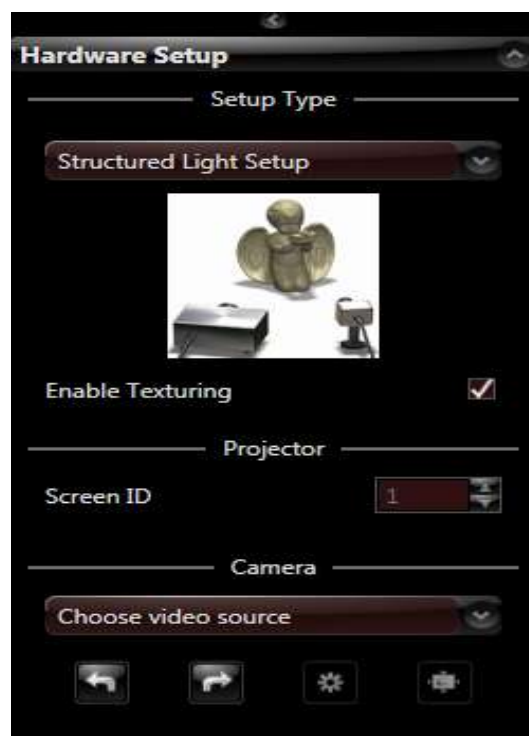 Hardware Setup
Setup Type
Structured Light Setup
Enable Texturing
Projector
Screen ID
1
Camera
Choose video source